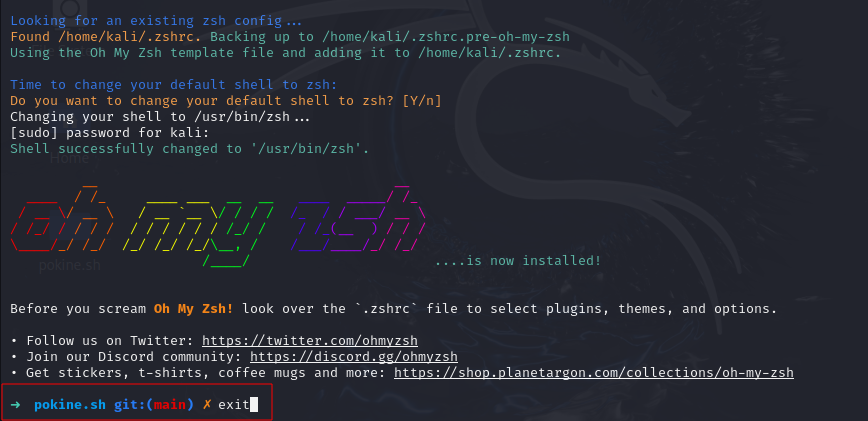 Looking for an existing zsh config...
Found /home/kali/.zshrc. Backing up to /home/kali/.zshrc.pre-oh-my-zsh
Using the Oh My Zsh template file and adding it to /home/kali/.zshrc.
Time to change your default shell to zsh:
Do you want to change your default shell to zsh? [Y/n]
Changing your shell to /usr/bin/zsh...
[sudo] password for kali:
Shell successfully changed to '/usr/bin/zsh'.
Home
oh my zsh
pokine.sh
....is now installed!
Before you scream Oh My Zsh! look over the `.zshrc` file to select plugins, themes, and options.
• Follow us on Twitter: https://twitter.com/ohmyzsh
• Join our Discord community: https://discord.gg/ohmyzsh
• Get stickers, t-shirts, coffee mugs and more: https://shop.planetargon.com/collections/oh-my-zsh
➜ pokine.sh git:(main) ✗ exit